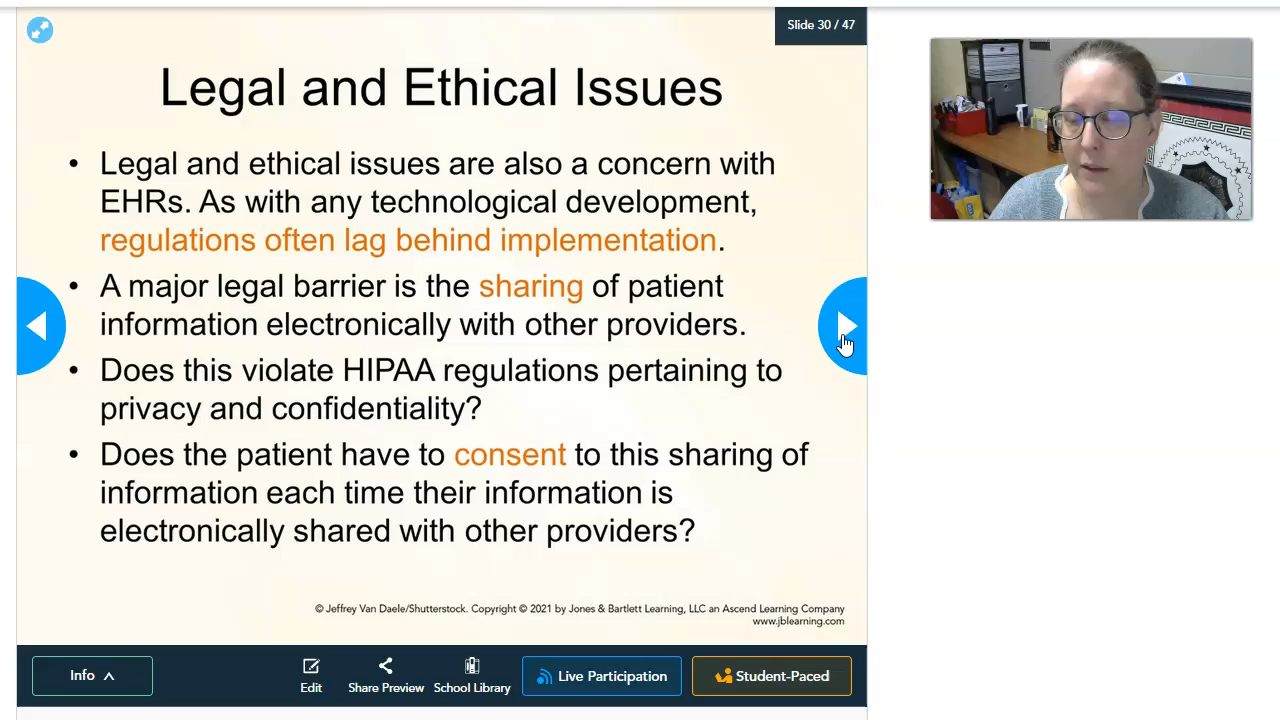 Slide 30 / 47
Legal and Ethical Issues
• Legal and ethical issues are also a concern with
EHRs. As with any technological development,
regulations often lag behind implementation.
• A major legal barrier is the sharing of patient
information electronically with other providers.
• Does this violate HIPAA regulations pertaining to
privacy and confidentiality?
• Does the patient have to consent to this sharing of
information each time their information is
electronically shared with other providers?
© Jeffrey Van Daele/Shutterstock. Copyright © 2021 by Jones & Bartlett Learning, LLC an Ascend Learning Company
www.jblearning.com
Info
Edit
Share Preview
School Library
Live Participation
Student-Paced